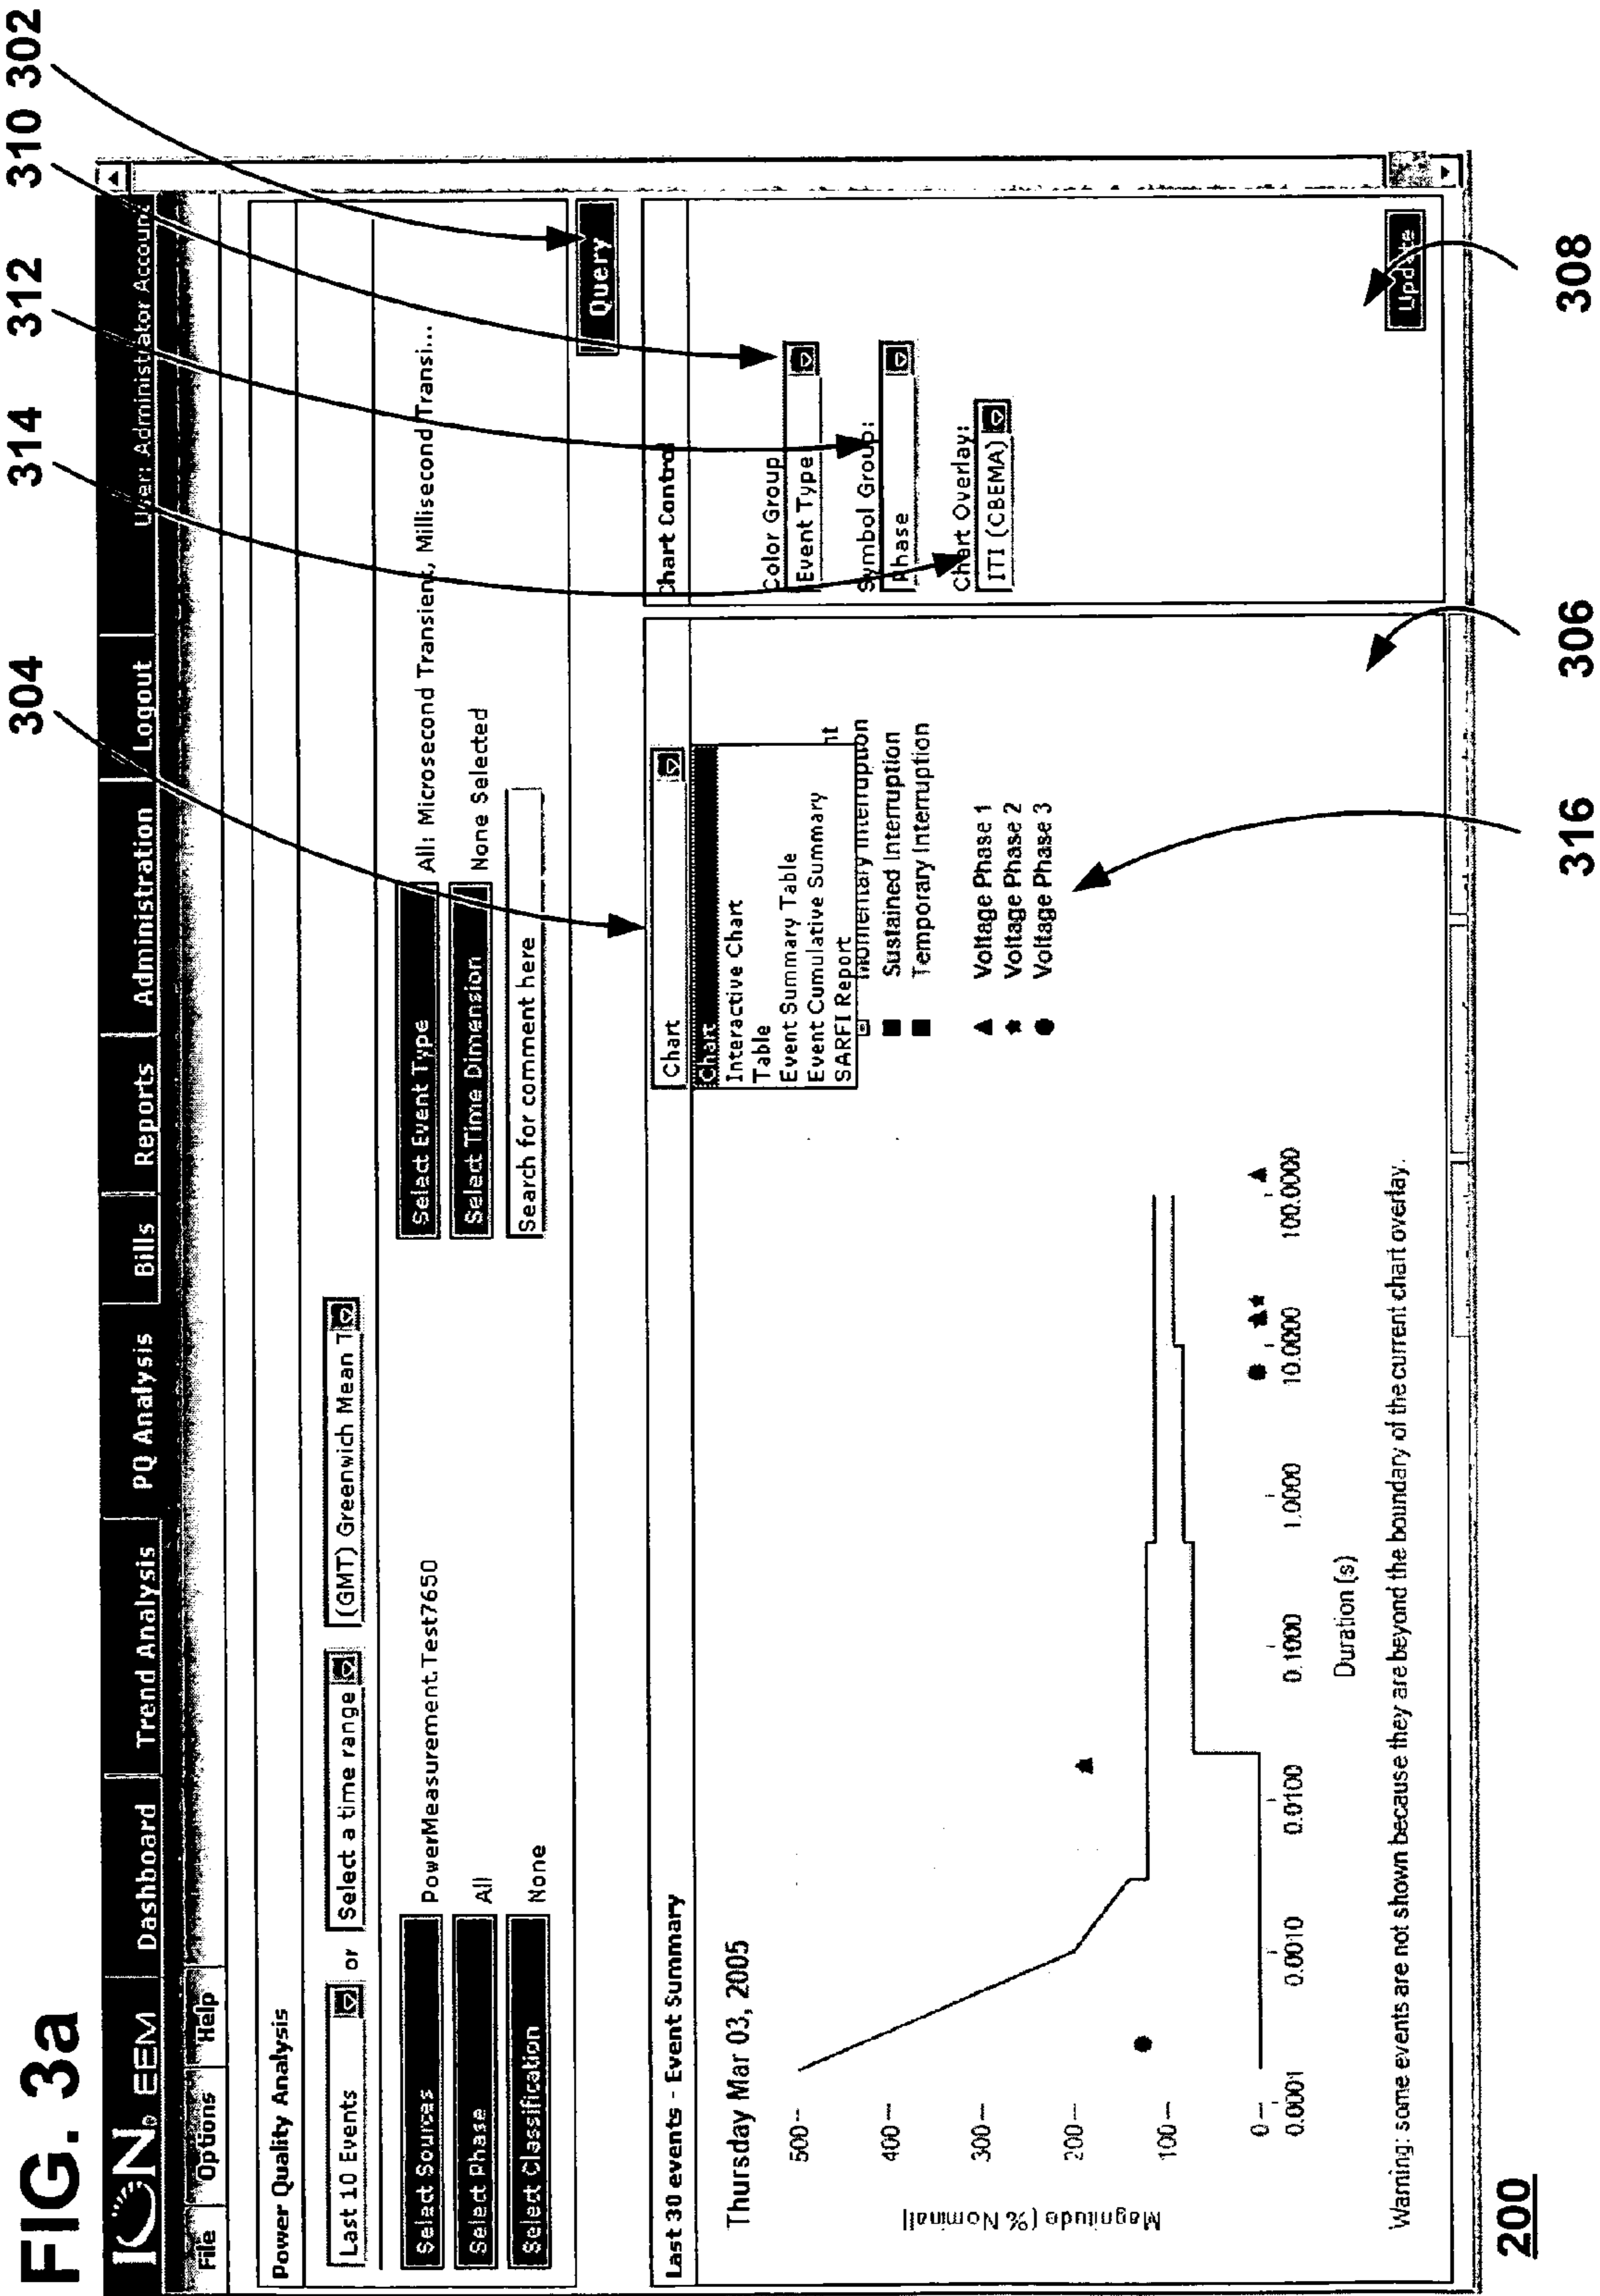 FIG. 3a
304
314
312
310
302
ION® EEM
Dashboard
Trend Analysis
PQ Analysis
Bills
Reports
Administration
Logout
User: Administrator Account
File
Options
Help
Power Quality Analysis
Last 10 Events
or
Select a time range
(GMT) Greenwich Mean T
Select Sources
PowerMeasurement.Test7650
Select Event Type
All: Microsecond Transient, Millisecond Transi...
Select Phase
All
Select Time Dimension
None Selected
Select Classification
None
Search for comment here
Query
Last 30 events - Event Summary
Chart
Chart
Interactive Chart
Table
Event Summary Table
Event Cumulative Summary
SARFI Report
nt
Momentary Interruption
Sustained Interruption
Temporary Interruption
Voltage Phase 1
Voltage Phase 2
Voltage Phase 3
Thursday Mar 03, 2005
Magnitude (% Nominal)
500
400
300
200
100
0
0.0001
0.0010
0.0100
0.1000
1.0000
10.0000
100.0000
Duration (s)
Warning: some events are not shown because they are beyond the boundary of the current chart overlay.
Chart Control
Color Group
Event Type
Symbol Group:
Phase
Chart Overlay:
ITI (CBEMA)
Update
200
316
306
308